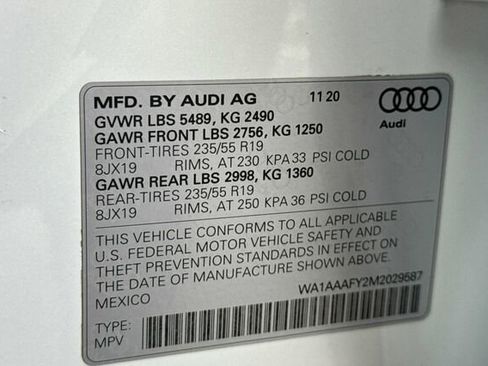 MFD. BY AUDI AG 11 20
GVWR LBS 5489, KG 2490
GAWR FRONT LBS 2756, KG 1250
FRONT-TIRES 235/55 R19
8JX19 RIMS, AT 230 KPA 33 PSI COLD
GAWR REAR LBS 2998, KG 1360
REAR-TIRES 235/55 R19
8JX19 RIMS, AT 250 KPA 36 PSI COLD
Audi
THIS VEHICLE CONFORMS TO ALL APPLICABLE
U.S. FEDERAL MOTOR VEHICLE SAFETY AND
THEFT PREVENTION STANDARDS IN EFFECT ON
THE DATE OF MANUFACTURE SHOWN ABOVE.
MEXICO
WA1AAAFY2M2029587
TYPE:
MPV